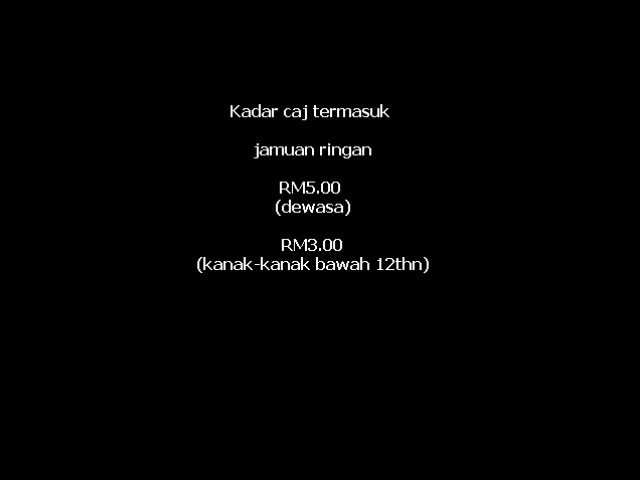 Kadar caj termasuk
jamuan ringan
RM5.00
(dewasa)
RM3.00
(kanak-kanak bawah 12thn)